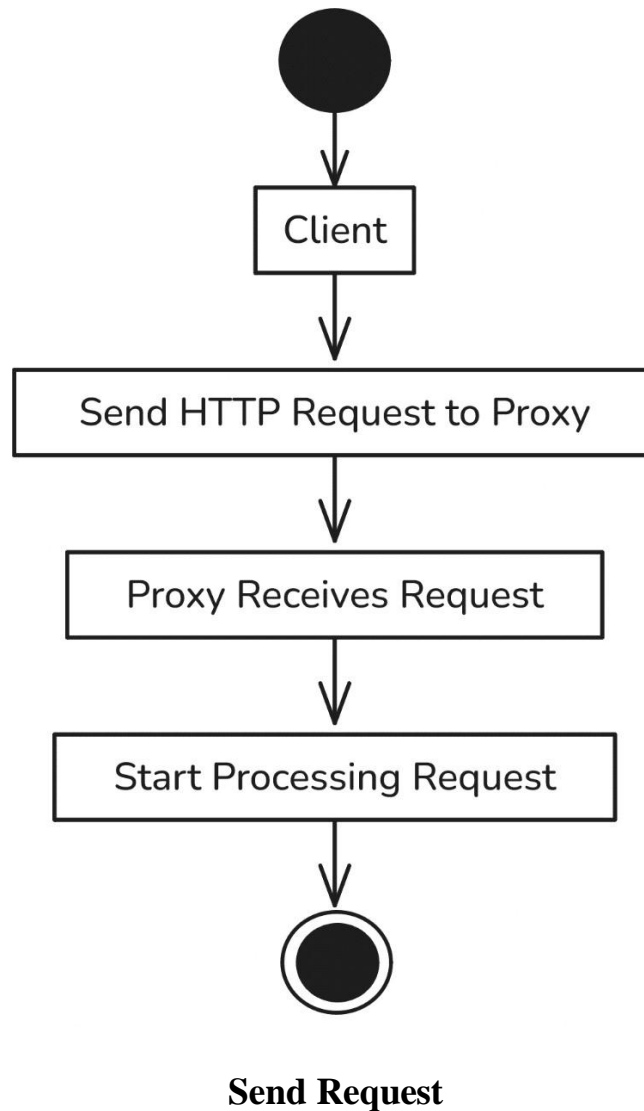 Client
Send HTTP Request to Proxy
Proxy Receives Request
Start Processing Request
Send Request